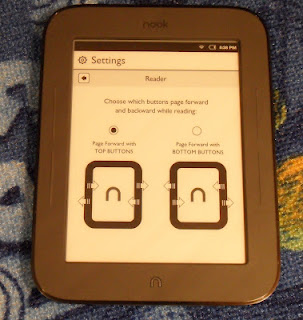 nook
8:08 PM
Settings
Reader
Choose which buttons page forward
and backward while reading:
Page Forward with
TOP BUTTONS
Page Forward with
BOTTOM BUTTONS
n
n
n